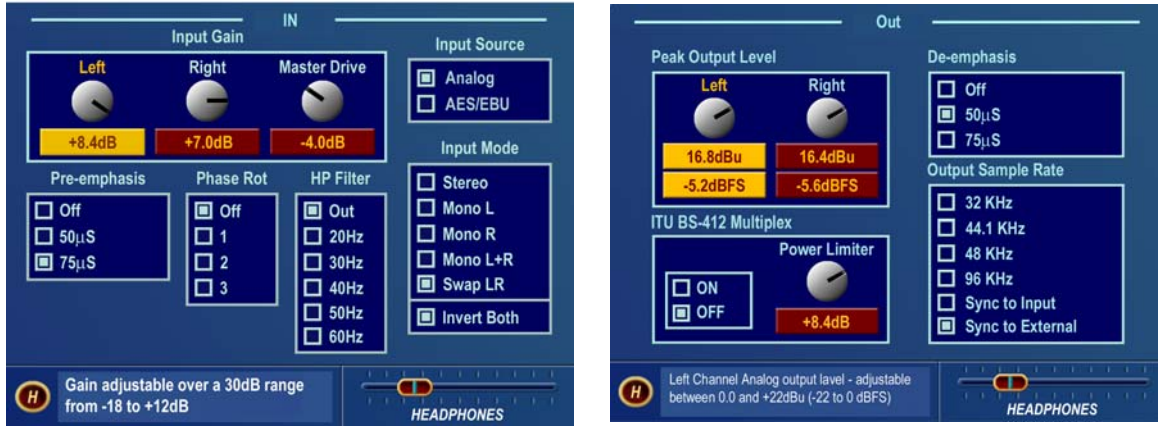 IN
Input Gain
Left Right Master Drive
+8.4dB +7.0dB -4.0dB
Input Source
Analog
AES/EBU
Input Mode
Stereo
Mono L
Mono R
Mono L+R
Swap LR
Invert Both
Pre-emphasis
Off
50µS
75µS
Phase Rot
Off
1
2
3
HP Filter
Out
20Hz
30Hz
40Hz
50Hz
60Hz
H
Gain adjustable over a 30dB range
from -18 to +12dB
HEADPHONES
Out
Peak Output Level
Left Right
16.8dBu 16.4dBu
-5.2dBFS -5.6dBFS
De-emphasis
Off
50µS
75µS
ITU BS-412 Multiplex
ON
OFF
Power Limiter
+8.4dB
Output Sample Rate
32 KHz
44.1 KHz
48 KHz
96 KHz
Sync to Input
Sync to External
H
Left Channel Analog output level - adjustable
between 0.0 and +22dBu (-22 to 0 dBFS)
HEADPHONES